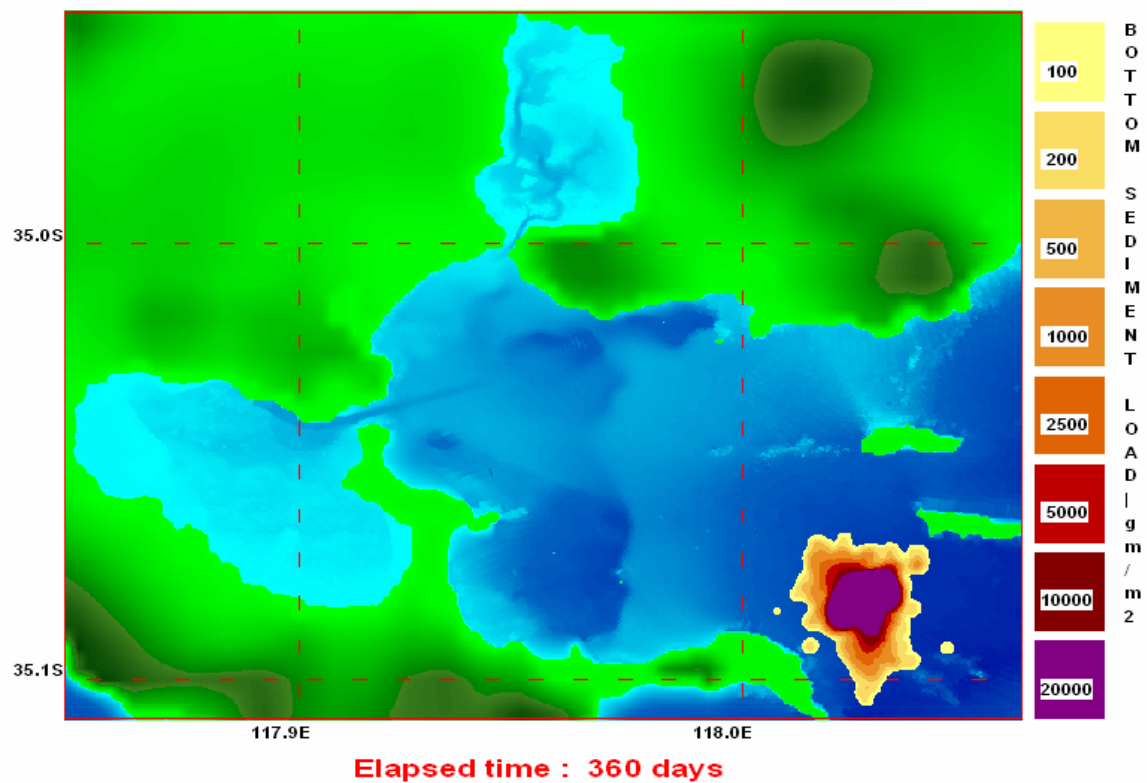 35.0S
35.1S
117.9E
118.0E
Elapsed time : 360 days
100
200
500
1000
2500
5000
10000
20000
BOTTOM SEDIMENT LOAD|gm/m2